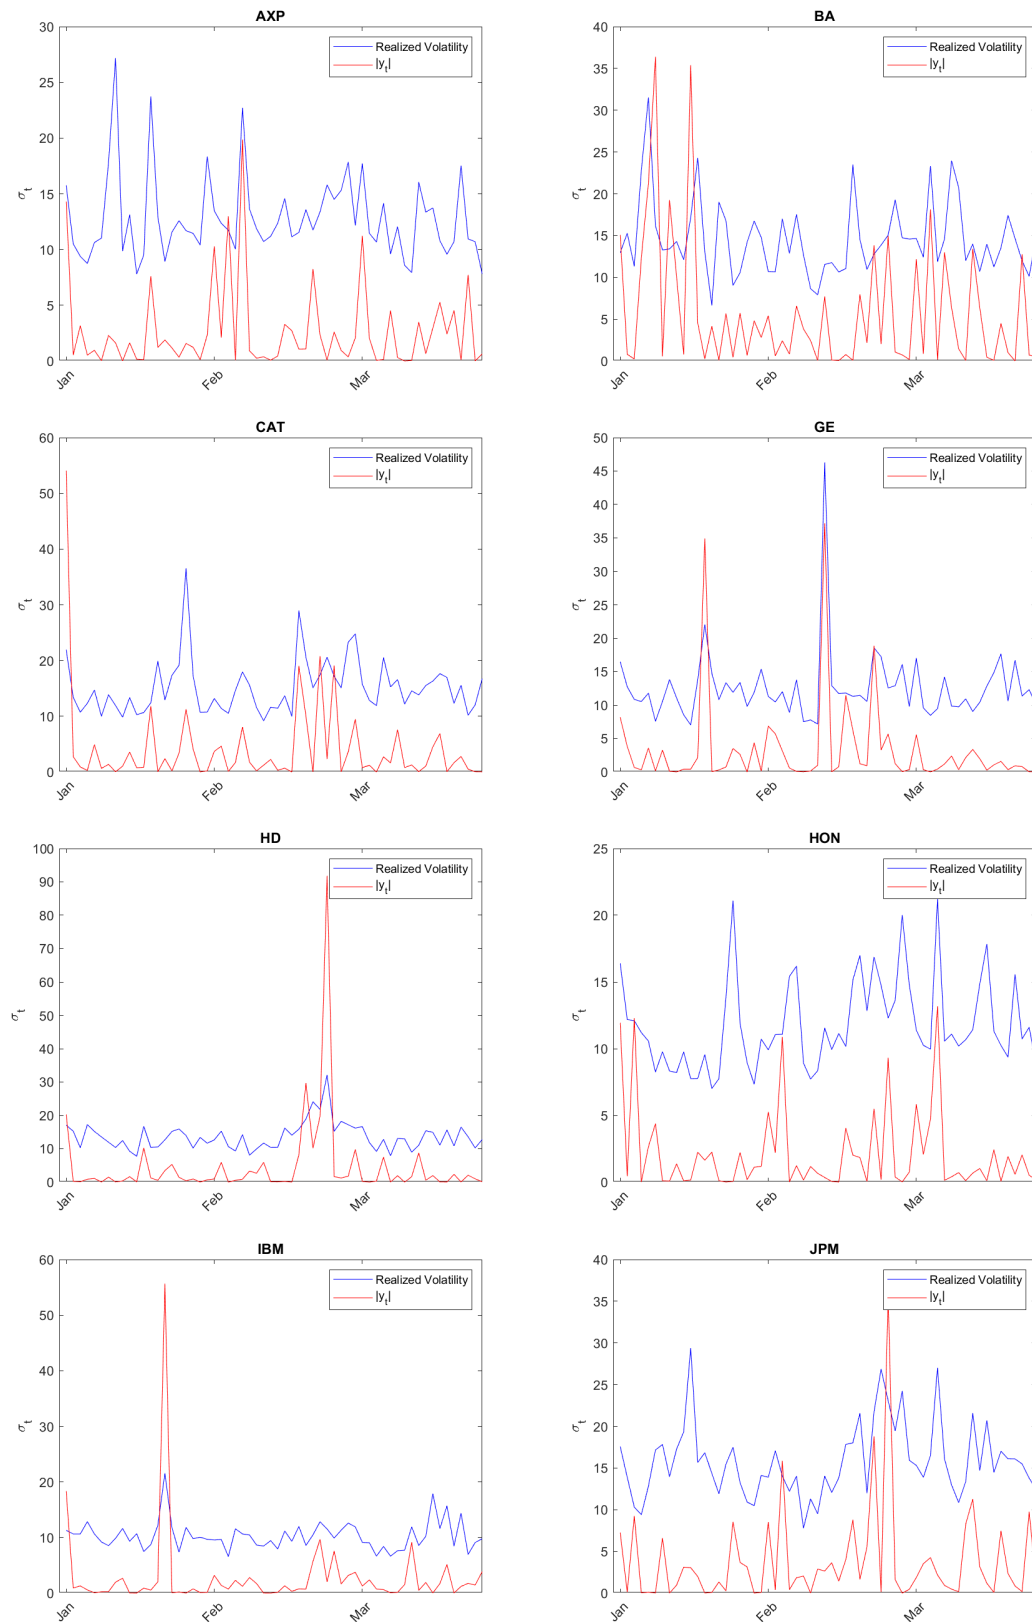 AXP
30
25
20
15
10
5
0
σt
Jan
Feb
Mar
Realized Volatility
|yt|
BA
40
35
30
25
20
15
10
5
0
σt
Jan
Feb
Mar
Realized Volatility
|yt|
CAT
60
50
40
30
20
10
0
σt
Jan
Feb
Mar
Realized Volatility
|yt|
GE
50
45
40
35
30
25
20
15
10
5
0
σt
Jan
Feb
Mar
Realized Volatility
|yt|
HD
100
90
80
70
60
50
40
30
20
10
0
σt
Jan
Feb
Mar
Realized Volatility
|yt|
HON
25
20
15
10
5
0
σt
Jan
Feb
Mar
Realized Volatility
|yt|
IBM
60
50
40
30
20
10
0
σt
Jan
Feb
Mar
Realized Volatility
|yt|
JPM
40
35
30
25
20
15
10
5
0
σt
Jan
Feb
Mar
Realized Volatility
|yt|